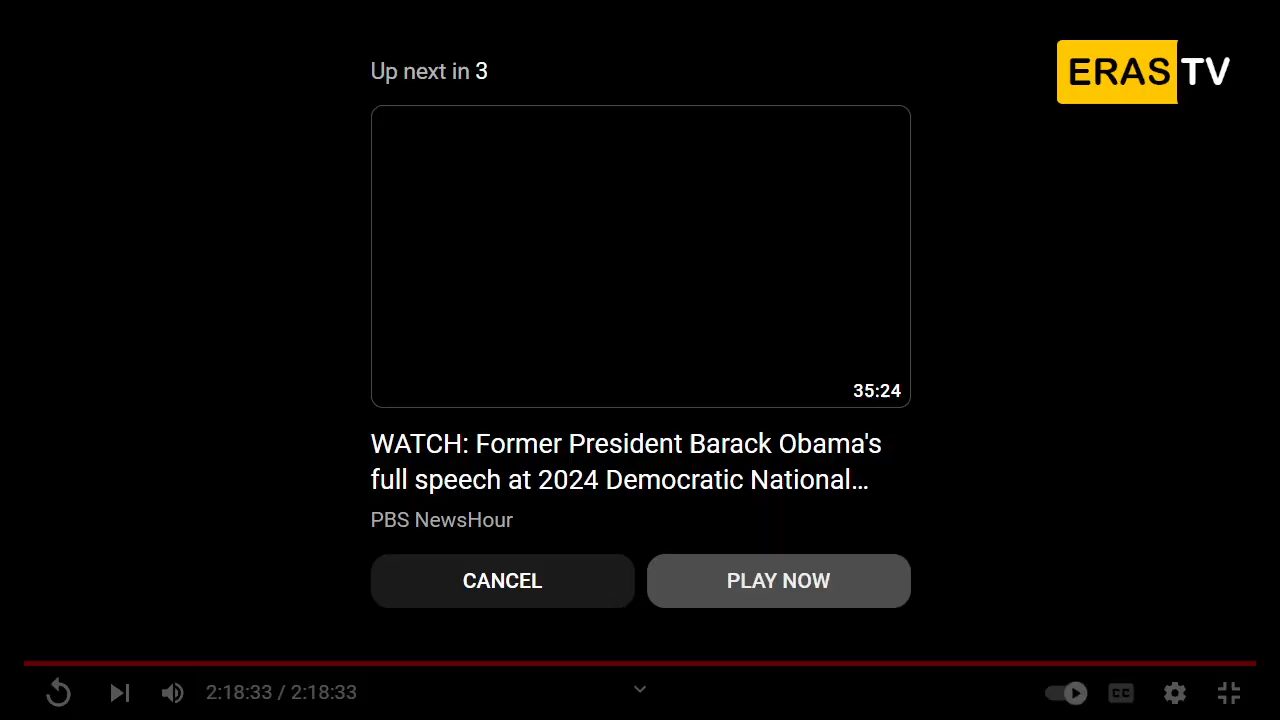 Up next in 3
ERAS TV
35:24
WATCH: Former President Barack Obama's
full speech at 2024 Democratic National…
PBS NewsHour
CANCEL
PLAY NOW
2:18:33 / 2:18:33
CC